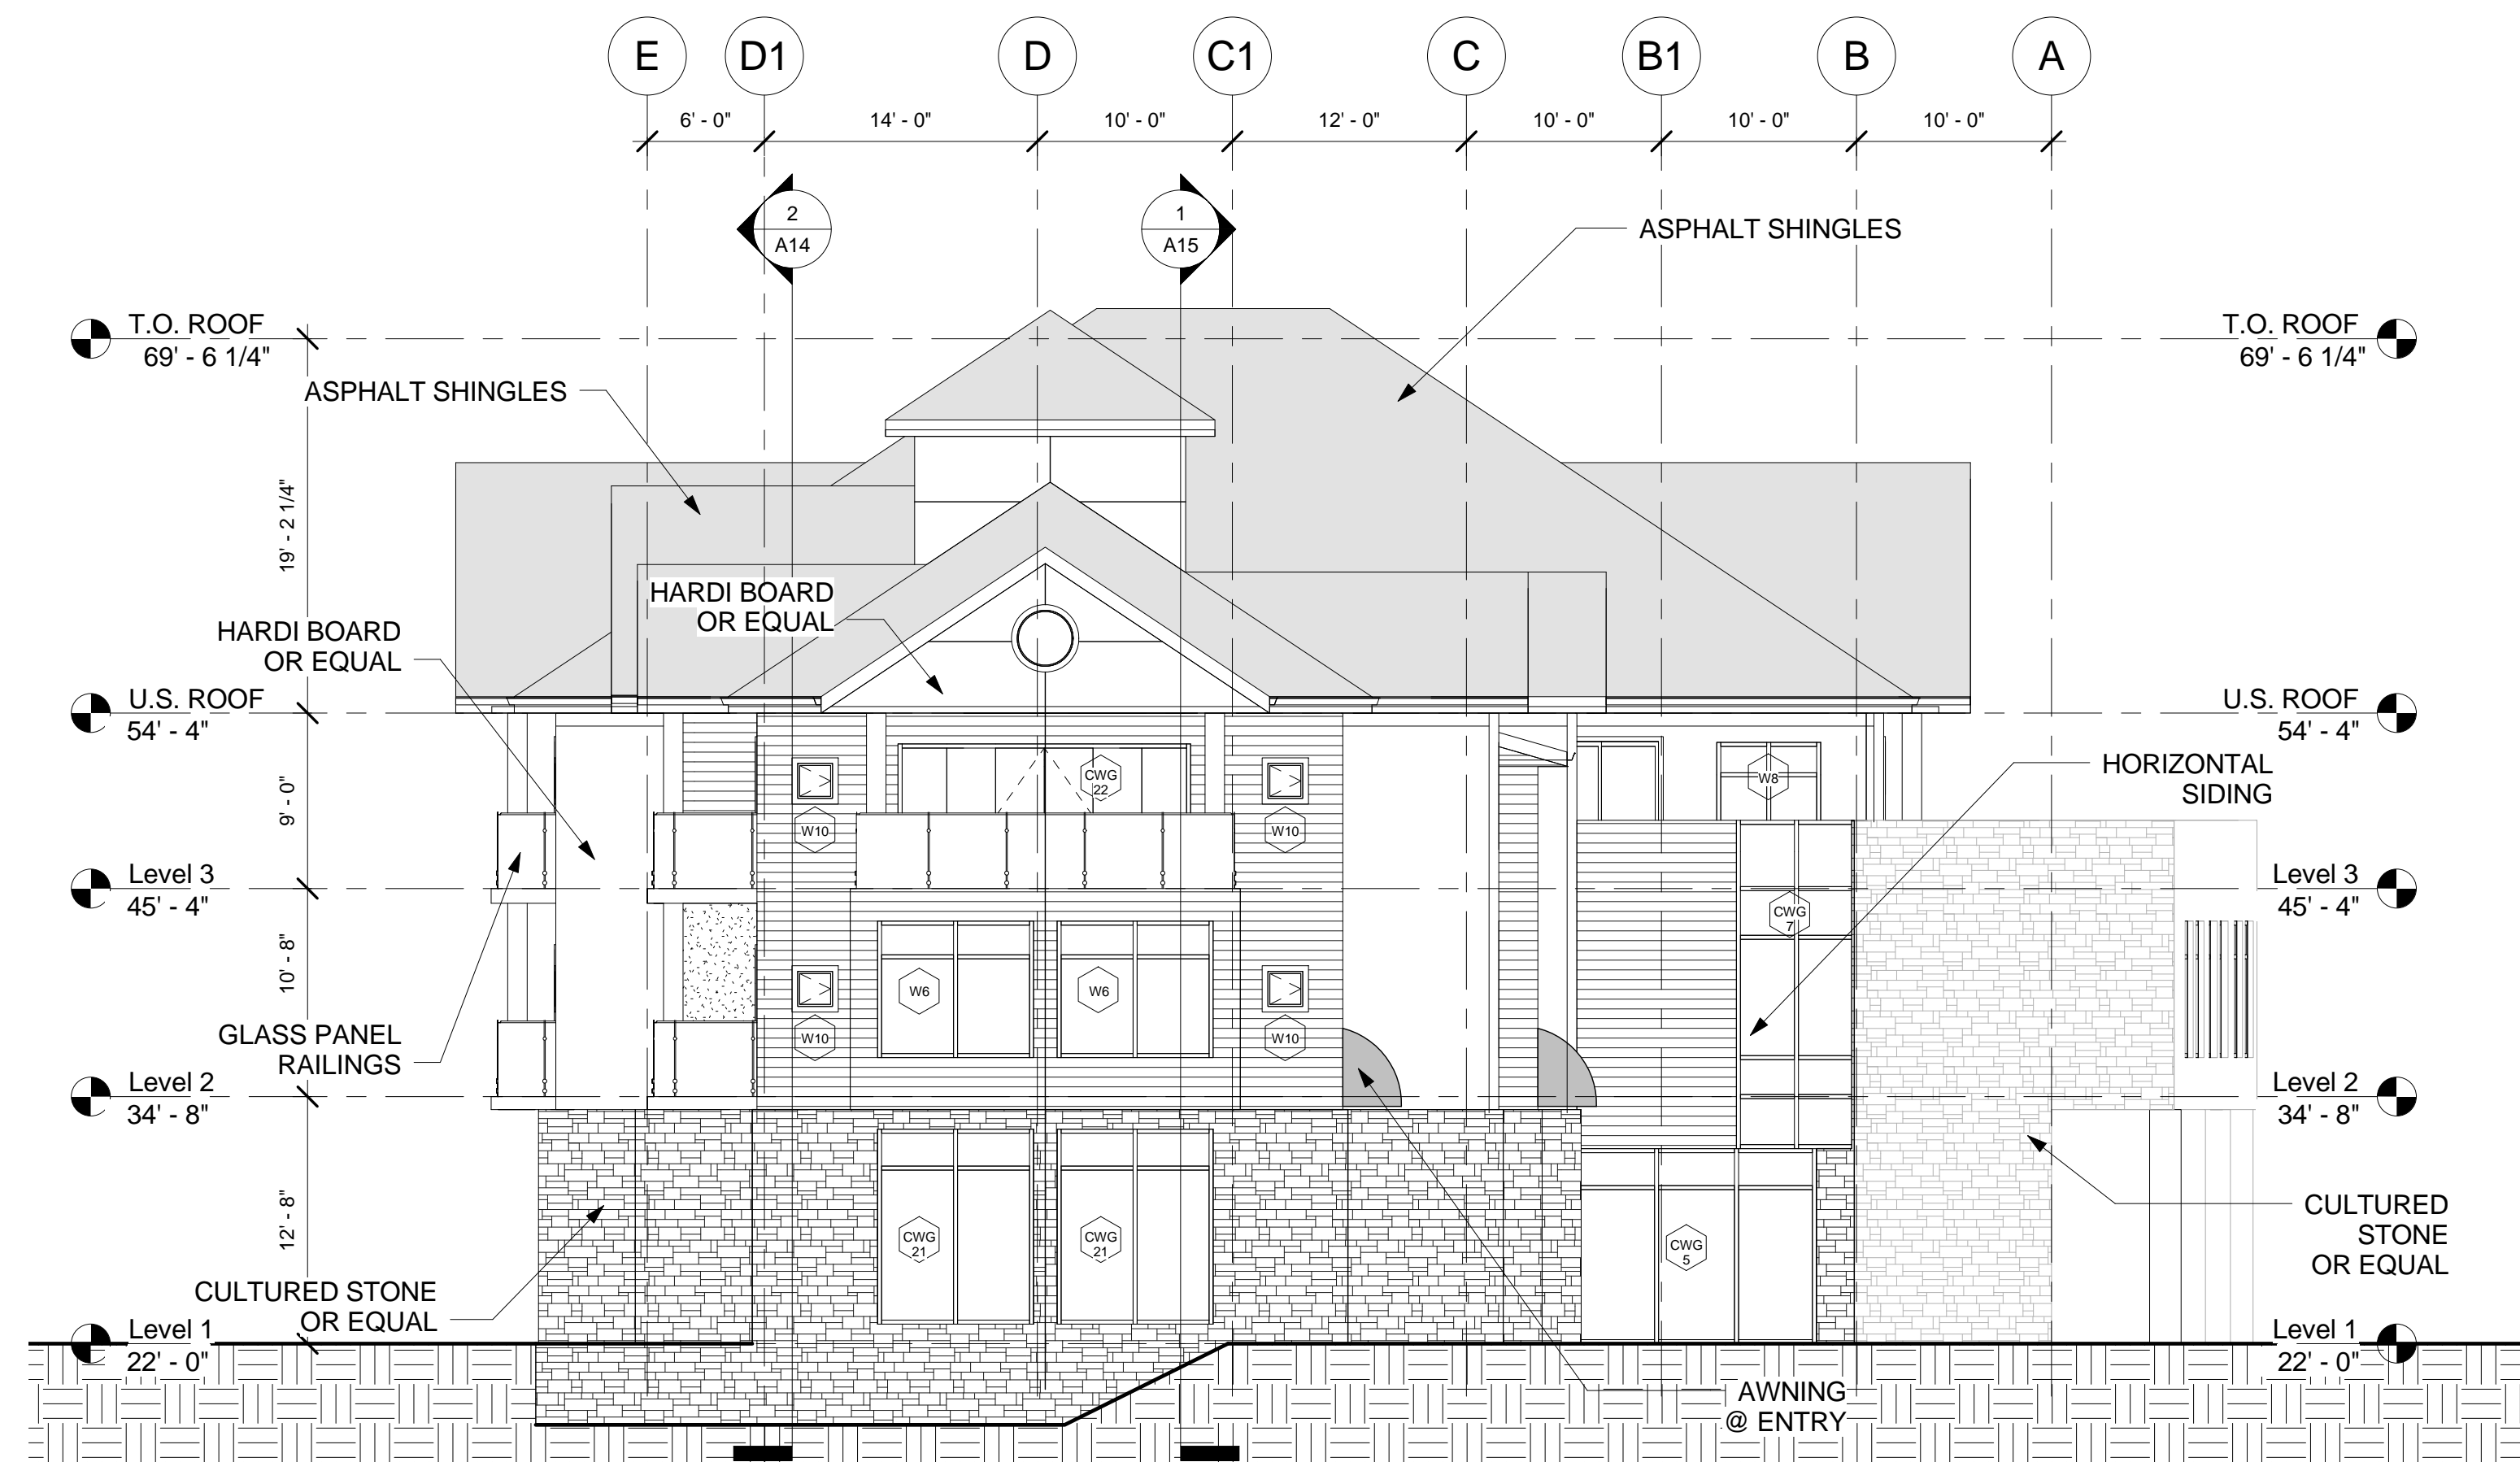 E
D1
D
C1
C
B1
B
A
6' - 0"
14' - 0"
10' - 0"
12' - 0"
10' - 0"
10' - 0"
10' - 0"
2
A14
1
A15
ASPHALT SHINGLES
T.O. ROOF
69' - 6 1/4"
T.O. ROOF
69' - 6 1/4"
ASPHALT SHINGLES
19' - 2 1/4"
HARDI BOARD
OR EQUAL
HARDI BOARD
OR EQUAL
U.S. ROOF
54' - 4"
U.S. ROOF
54' - 4"
HORIZONTAL
SIDING
CWG
22
W8
9' - 0"
W10
W10
Level 3
45' - 4"
Level 3
45' - 4"
CWG
7
10' - 8"
W6
W6
GLASS PANEL
RAILINGS
W10
W10
Level 2
34' - 8"
Level 2
34' - 8"
12' - 8"
CWG
21
CWG
21
CWG
5
CULTURED
STONE
OR EQUAL
CULTURED STONE
OR EQUAL
Level 1
22' - 0"
Level 1
22' - 0"
AWNING
@ ENTRY